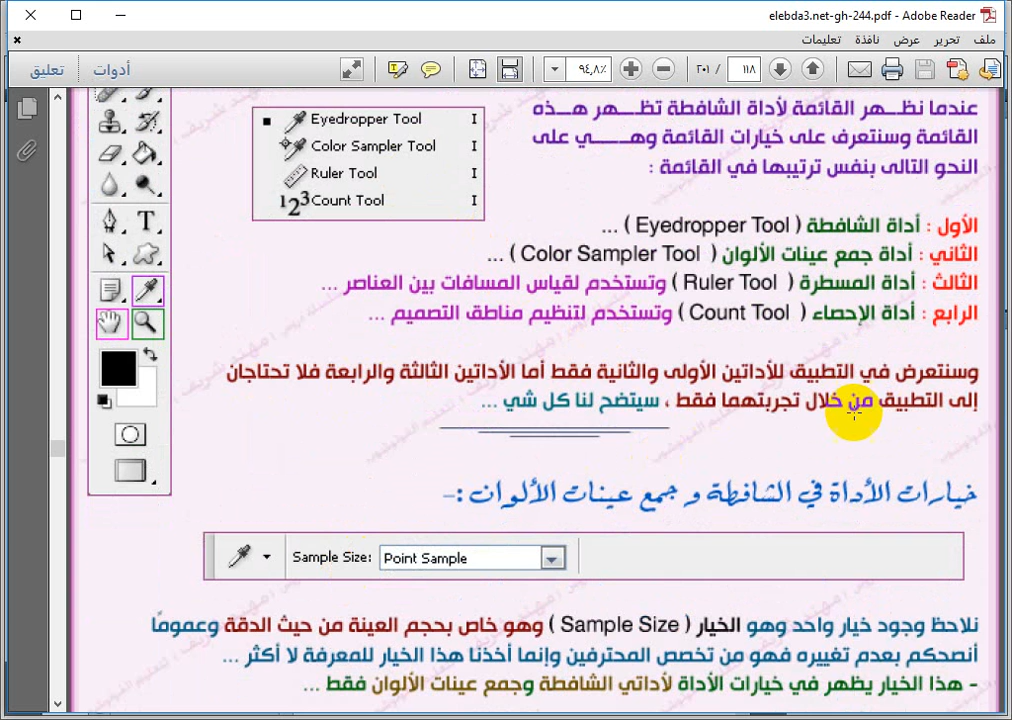 elebda3.net-gh-244.pdf - Adobe Reader
ملف تحرير عرض نافذة تعليمات
١١٨ / ٢٠١ ٩٤,٨٪ أدوات تعليق
عندما نظـهر القائمة لأداة الشافطة تظـهر هـذه
القائمة وسنتعرف على خيارات القائمة وهـي على
النحو التالى بنفس ترتيبها في القائمة :
Eyedropper Tool I
Color Sampler Tool I
Ruler Tool I
123 Count Tool I
الأول : أداة الشافطة ( Eyedropper Tool ) ...
الثاني : أداة جمع عينات الألوان ( Color Sampler Tool ) ...
الثالث : أداة المسطرة ( Ruler Tool ) وتستخدم لقياس المسافات بين العناصر ...
الرابع : أداة الإحصاء ( Count Tool ) وتستخدم لتنظيم مناطق التصميم ...
وسنتعرض في التطبيق للأداتين الأولى والثانية فقط أما الأداتين الثالثة والرابعة فلا تحتاجان
إلى التطبيق من خلال تجربتهما فقط ، سيتضح لنا كل شي ...
خيارات الأداة في الشافطة و جمع عينات الألوان :-
Sample Size: Point Sample
نلاحظ وجود خيار واحد وهو الخيار ( Sample Size ) وهو خاص بحجم العينة من حيث الدقة وعموماً
أنصحكم بعدم تغييره فهو من تخصص المحترفين وإنما أخذنا هذا الخيار للمعرفة لا أكثر ...
- هذا الخيار يظهر في خيارات الأداة لأداتي الشافطة وجمع عينات الألوان فقط ...